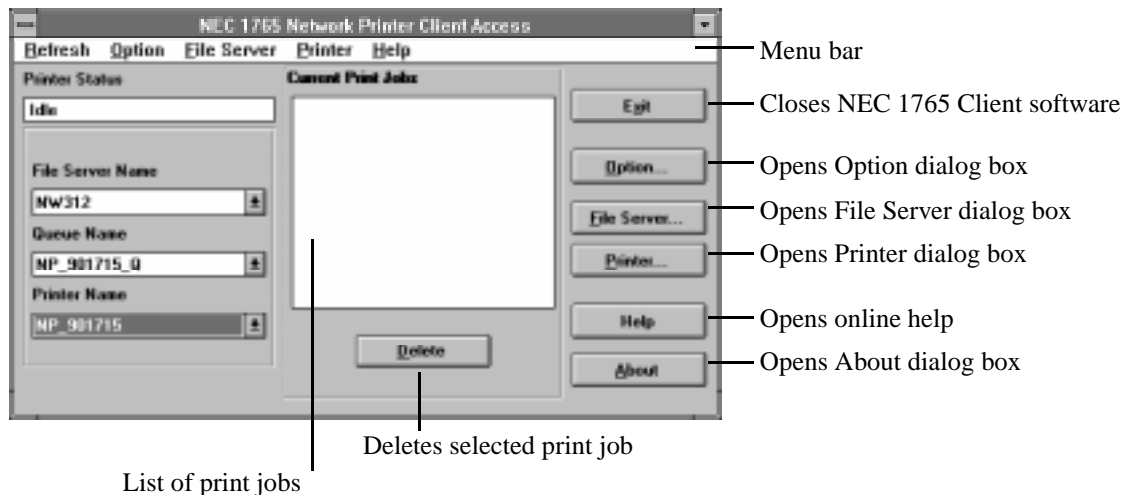 NEC 1765 Network Printer Client Access
Refresh Option File Server Printer Help
Menu bar
Printer Status
Current Print Jobs
Idle
Exit
Closes NEC 1765 Client software
File Server Name
Option...
Opens Option dialog box
NW312
File Server...
Opens File Server dialog box
Queue Name
NP_901715_Q
Printer...
Opens Printer dialog box
Printer Name
NP_901715
Help
Opens online help
Delete
About
Opens About dialog box
Deletes selected print job
List of print jobs